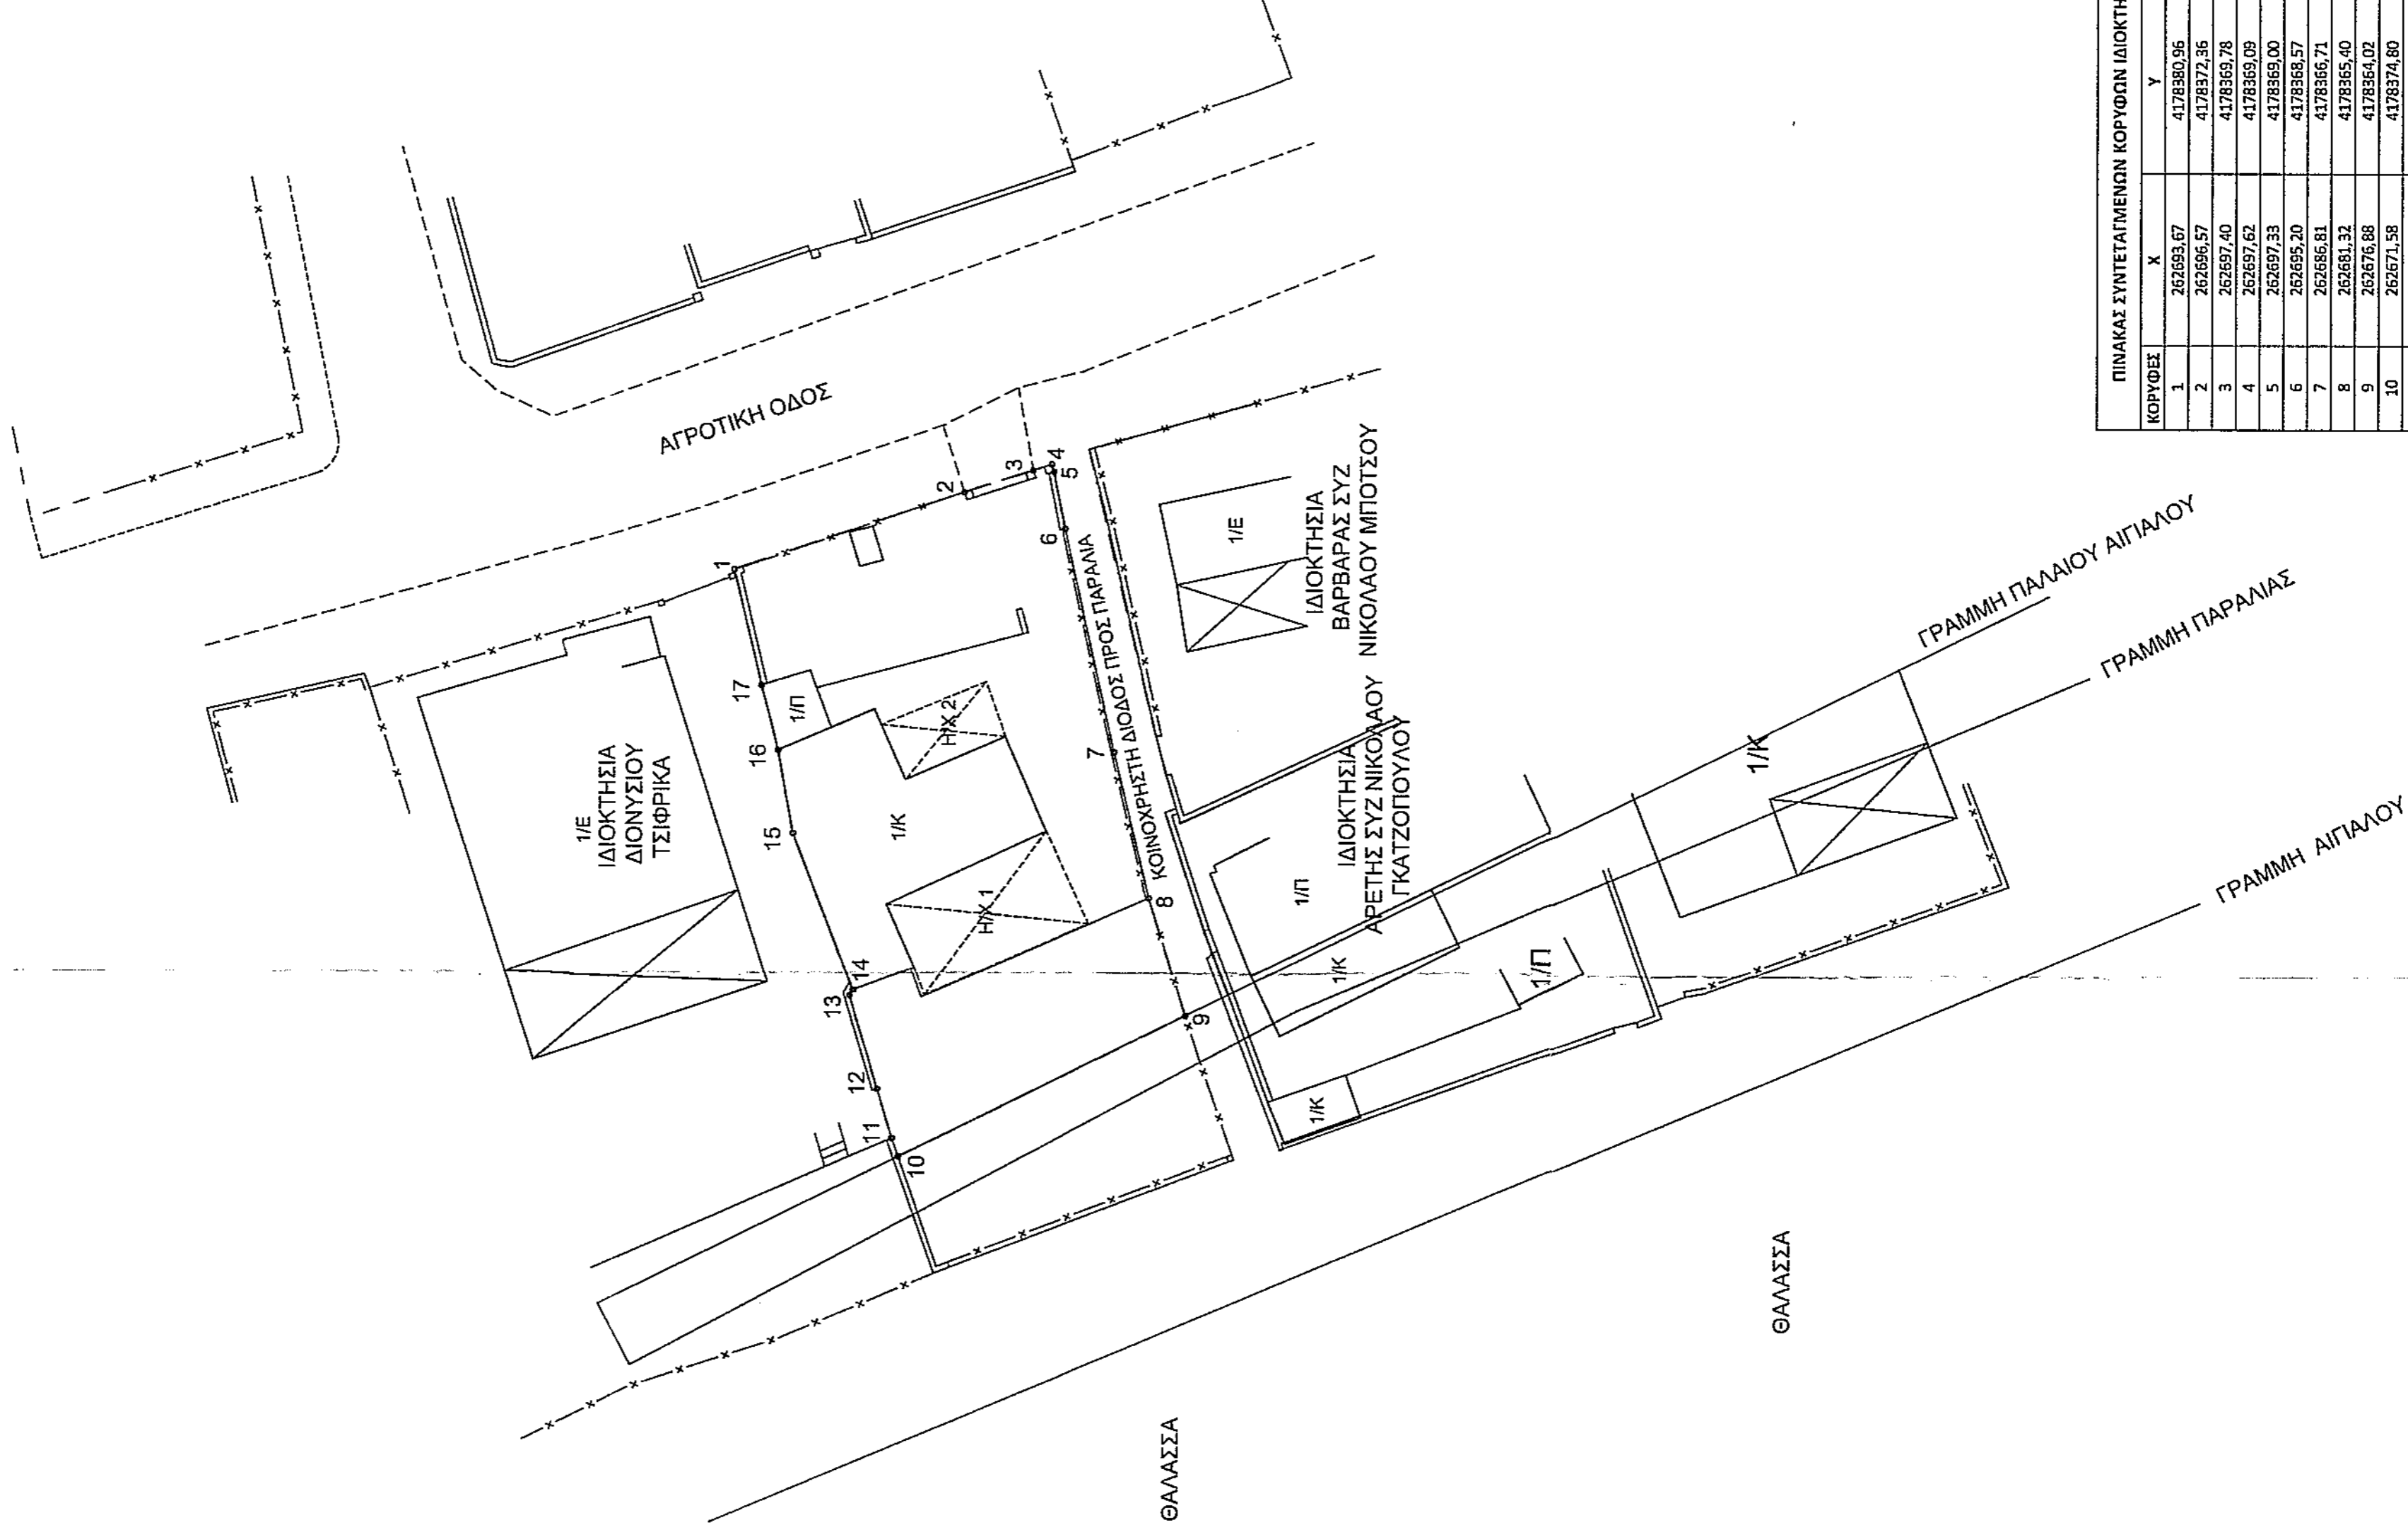 ΑΓΡΟΤΙΚΗ ΟΔΟΣ
1/Ε
ΙΔΙΟΚΤΗΣΙΑ
ΔΙΟΝΥΣΙΟΥ
ΤΣΙΦΡΙΚΑ
1
2
3
4
5
6
7
8
9
10
11
12
13
14
15
16
17
1/Π
1/Κ
Η/Χ 2
Η/Χ 1
ΚΟΙΝΟΧΡΗΣΤΗ ΔΙΟΔΟΣ ΠΡΟΣ ΠΑΡΑΛΙΑ
1/Ε
ΙΔΙΟΚΤΗΣΙΑ
ΒΑΡΒΑΡΑΣ ΣΥΖ
ΝΙΚΟΛΑΟΥ ΜΠΟΤΣΟΥ
1/Π
ΙΔΙΟΚΤΗΣΙΑ
ΑΡΕΤΗΣ ΣΥΖ ΝΙΚΟΛΑΟΥ
ΓΚΑΤΖΟΠΟΥΛΟΥ
1/Κ
1/Π
1/Κ
1/Κ
ΓΡΑΜΜΗ ΠΑΛΑΙΟΥ ΑΙΓΙΑΛΟΥ
ΓΡΑΜΜΗ ΠΑΡΑΛΙΑΣ
ΓΡΑΜΜΗ ΑΙΓΙΑΛΟΥ
ΘΑΛΑΣΣΑ
ΘΑΛΑΣΣΑ
ΠΙΝΑΚΑΣ ΣΥΝΤΕΤΑΓΜΕΝΩΝ ΚΟΡΥΦΩΝ ΙΔΙΟΚΤΗ
ΚΟΡΥΦΕΣ X Y
1 262693,67 4178380,96
2 262696,57 4178372,36
3 262697,40 4178369,78
4 262697,62 4178369,09
5 262697,33 4178369,00
6 262695,20 4178368,57
7 262686,81 4178366,71
8 262681,32 4178365,40
9 262676,88 4178364,02
10 262671,58 4178374,80